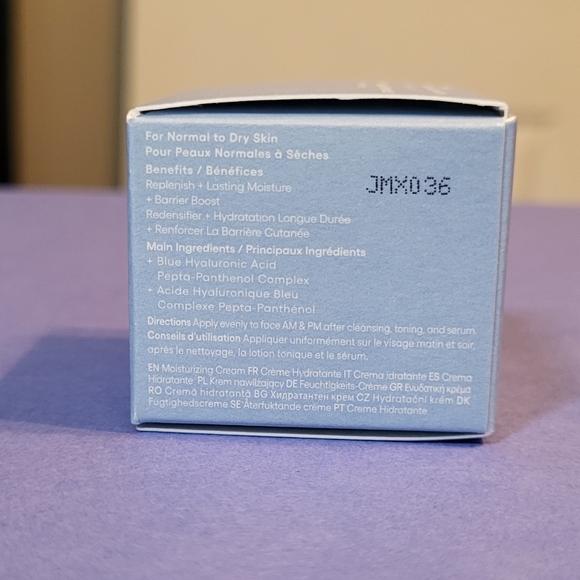 For Normal to Dry Skin
Pour Peaux Normales à Sèches
Benefits / Bénéfices
Replenish + Lasting Moisture
+ Barrier Boost
Redensifier + Hydratation Longue Durée
+ Renforcer La Barrière Cutanée
JMX036
Main Ingredients / Principaux Ingrédients
+ Blue Hyaluronic Acid
Pepta-Panthenol Complex
+ Acide Hyaluronique Bleu
Complexe Pepta-Panthénol
Directions Apply evenly to face AM & PM after cleansing, toning, and serum.
Conseils d'utilisation Appliquer uniformément sur le visage matin et soir,
après le nettoyage, la lotion tonique et le sérum.
EN Moisturizing Cream FR Crème Hydratante IT Crema idratante ES Crema
Hidratante PL Krem nawilżający DE Feuchtigkeits-Crème GR Ενυδατική κρέμα
RO Cremă hidratantă BG Хидратантен крем CZ Hydratační krém DK
Fugtighedscreme SE Återfuktande crème PT Creme Hidratante